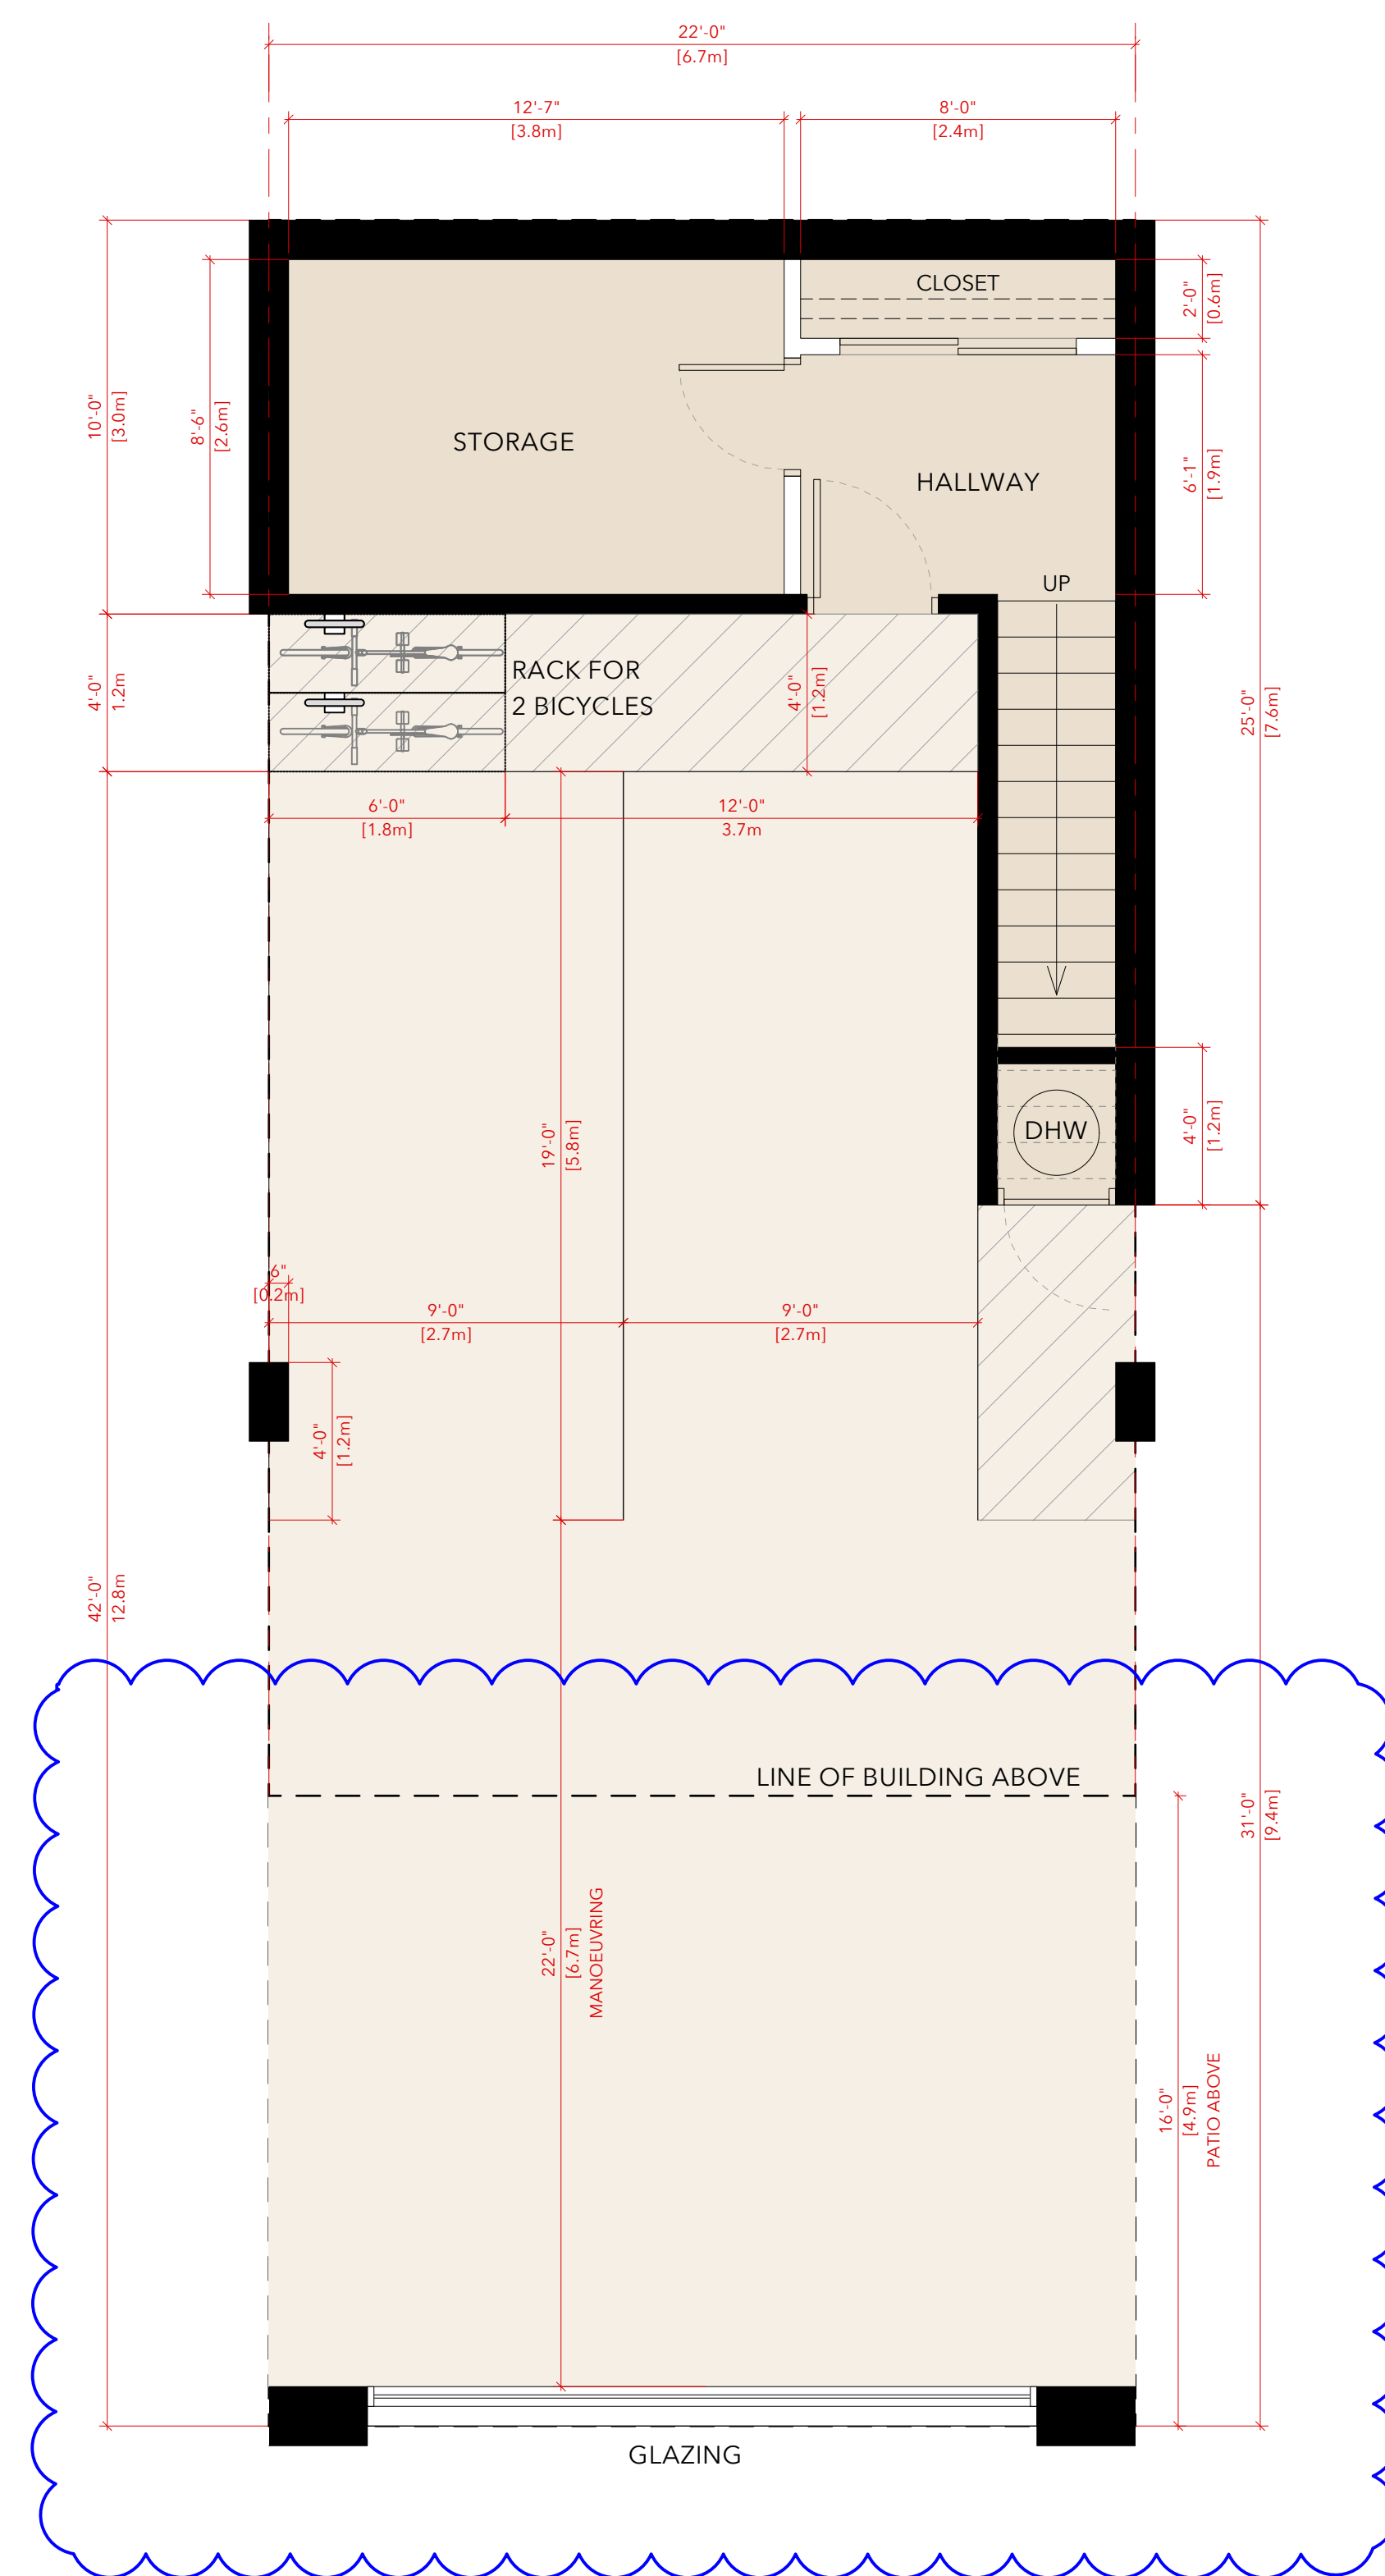 22'-0"
[6.7m]
12'-7"
[3.8m]
8'-0"
[2.4m]
CLOSET
2'-0"
[0.6m]
10'-0"
[3.0m]
8'-6"
[2.6m]
STORAGE
HALLWAY
6'-1"
[1.9m]
UP
RACK FOR
2 BICYCLES
4'-0"
1.2m
4'-0"
[1.2m]
25'-0"
[7.6m]
6'-0"
[1.8m]
12'-0"
3.7m
19'-0"
[5.8m]
DHW
4'-0"
[1.2m]
6"
[0.2m]
9'-0"
[2.7m]
9'-0"
[2.7m]
4'-0"
[1.2m]
42'-0"
12.8m
LINE OF BUILDING ABOVE
31'-0"
[9.4m]
22'-0"
[6.7m]
MANOEUVRING
16'-0"
[4.9m]
PATIO ABOVE
GLAZING